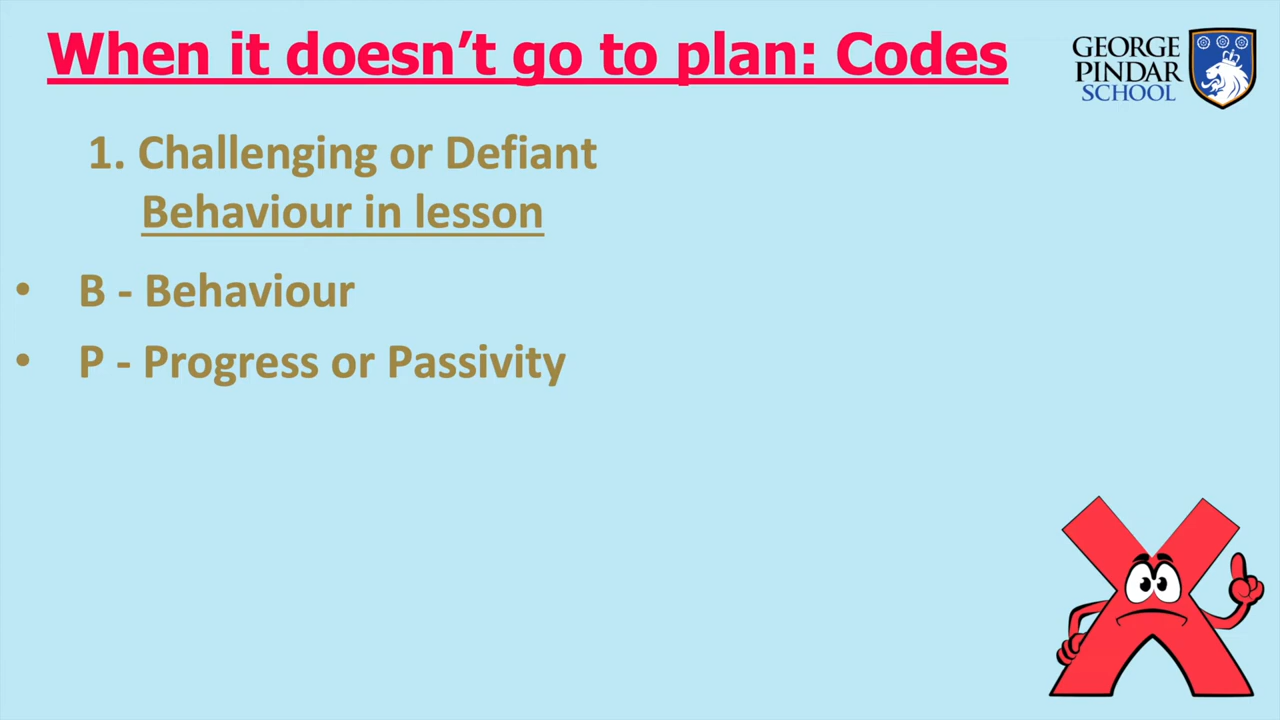 When it doesn’t go to plan: Codes
GEORGE
PINDAR
SCHOOL
1. Challenging or Defiant
Behaviour in lesson
• B - Behaviour
• P - Progress or Passivity